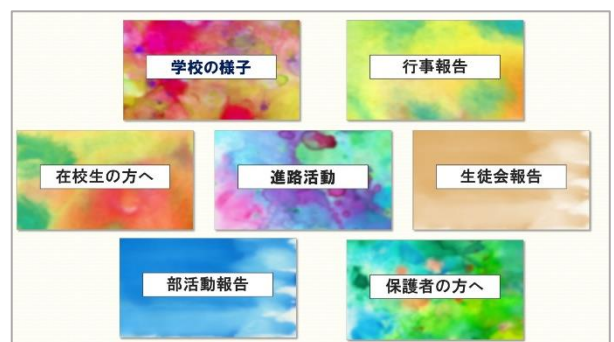 学校の様子
行事報告
在校生の方へ
進路活動
生徒会報告
部活動報告
保護者の方へ